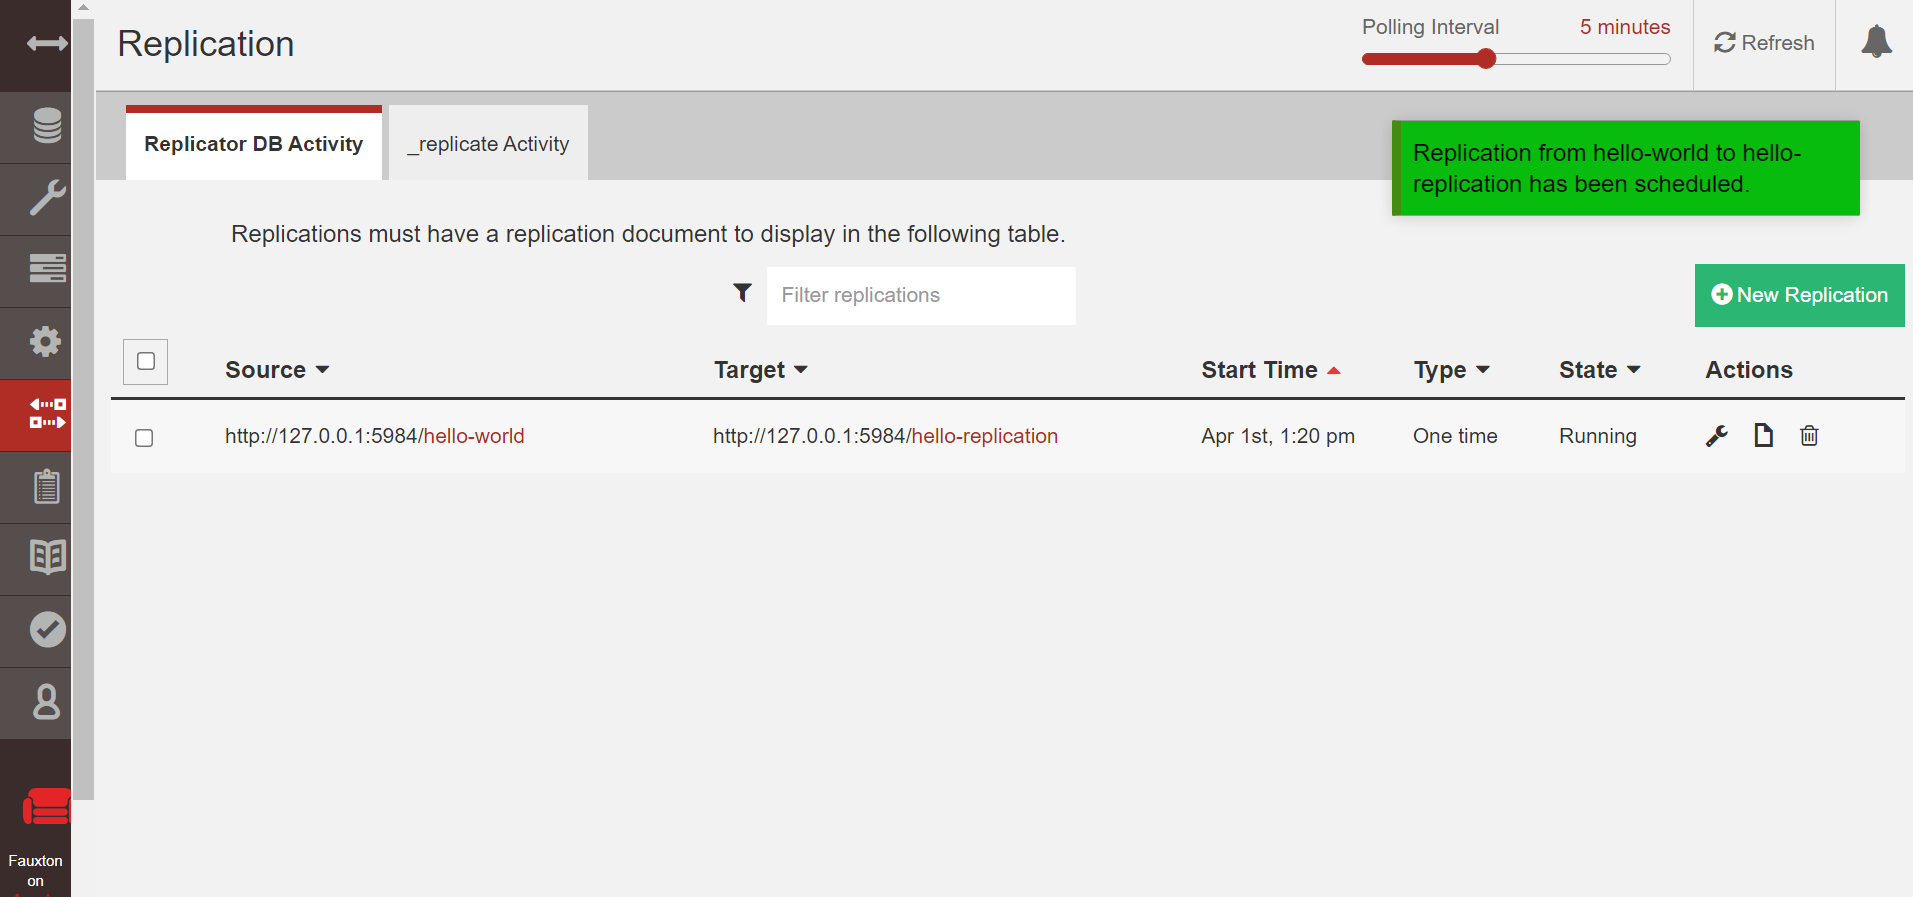 Replication
Polling Interval 5 minutes
Refresh
Replicator DB Activity
_replicate Activity
Replication from hello-world to hello-
replication has been scheduled.
Replications must have a replication document to display in the following table.
Filter replications
New Replication
Source Target Start Time Type State Actions
http://127.0.0.1:5984/hello-world http://127.0.0.1:5984/hello-replication Apr 1st, 1:20 pm One time Running
Fauxton
on